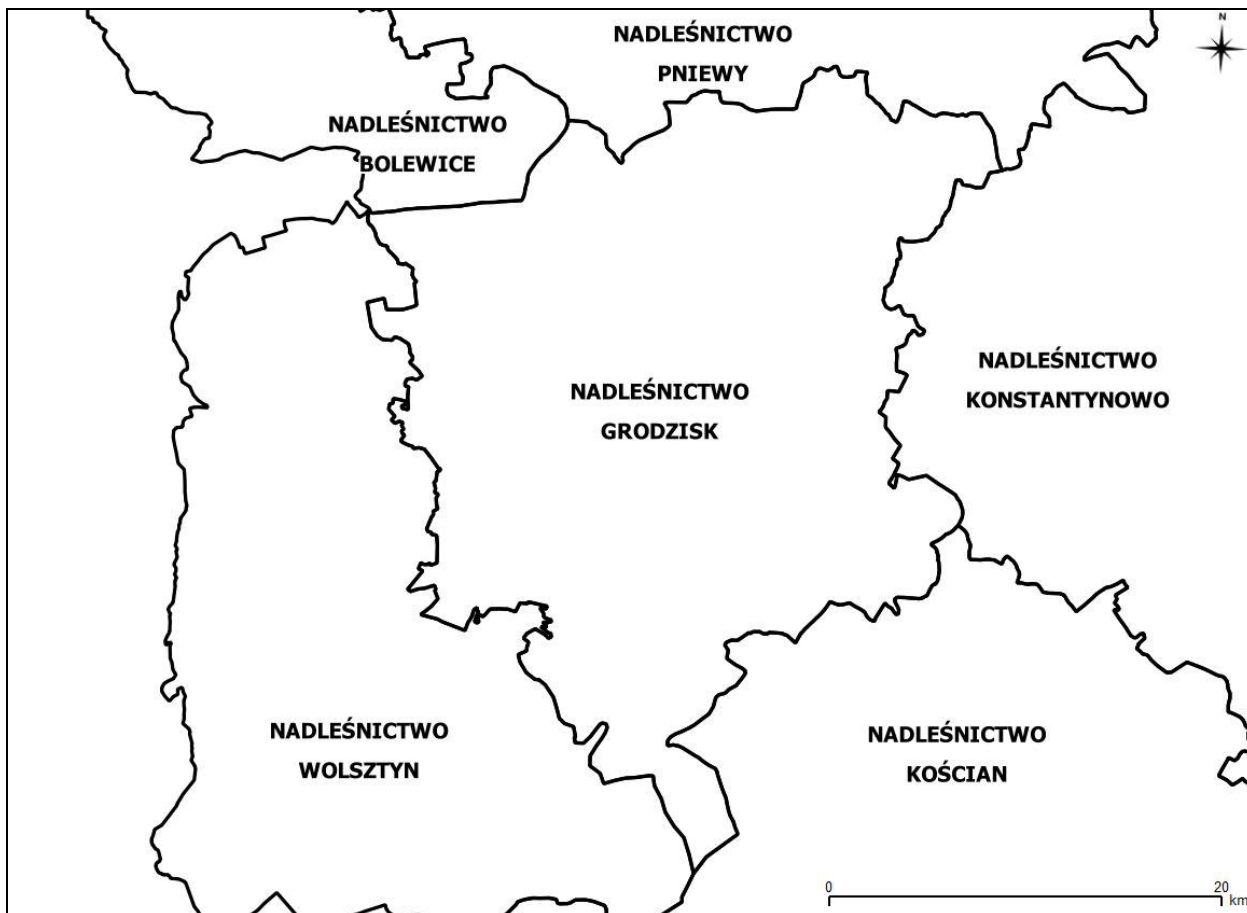 NADLEŚNICTWO
PNIEWY
N
NADLEŚNICTWO
BOLEWICE
NADLEŚNICTWO
KONSTANTYNOWO
NADLEŚNICTWO
GRODZISK
NADLEŚNICTWO
WOLSZTYN
NADLEŚNICTWO
KOŚCIAN
0
20
km